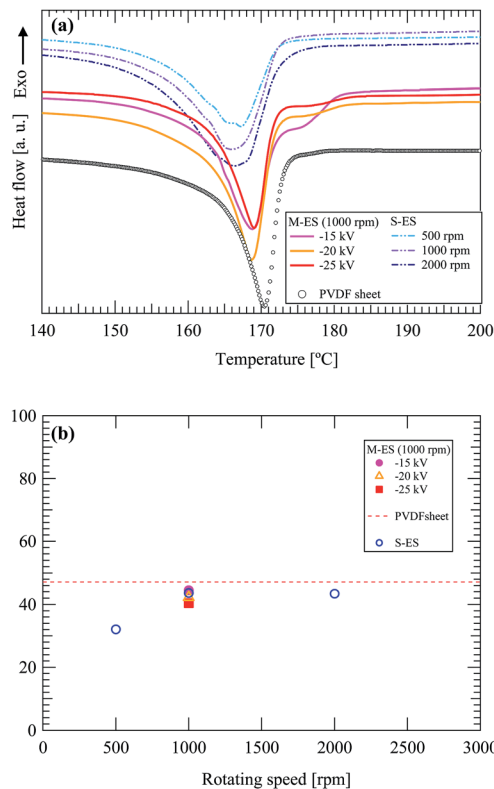 (a)
Exo
Heat flow [a. u.]
M-ES (1000 rpm) S-ES
-15 kV 500 rpm
-20 kV 1000 rpm
-25 kV 2000 rpm
PVDF sheet
140 150 160 170 180 190 200
Temperature [ºC]
(b)
100
80
60
40
20
0
M-ES (1000 rpm)
-15 kV
-20 kV
-25 kV
PVDFsheet
S-ES
0 500 1000 1500 2000 2500 3000
Rotating speed [rpm]